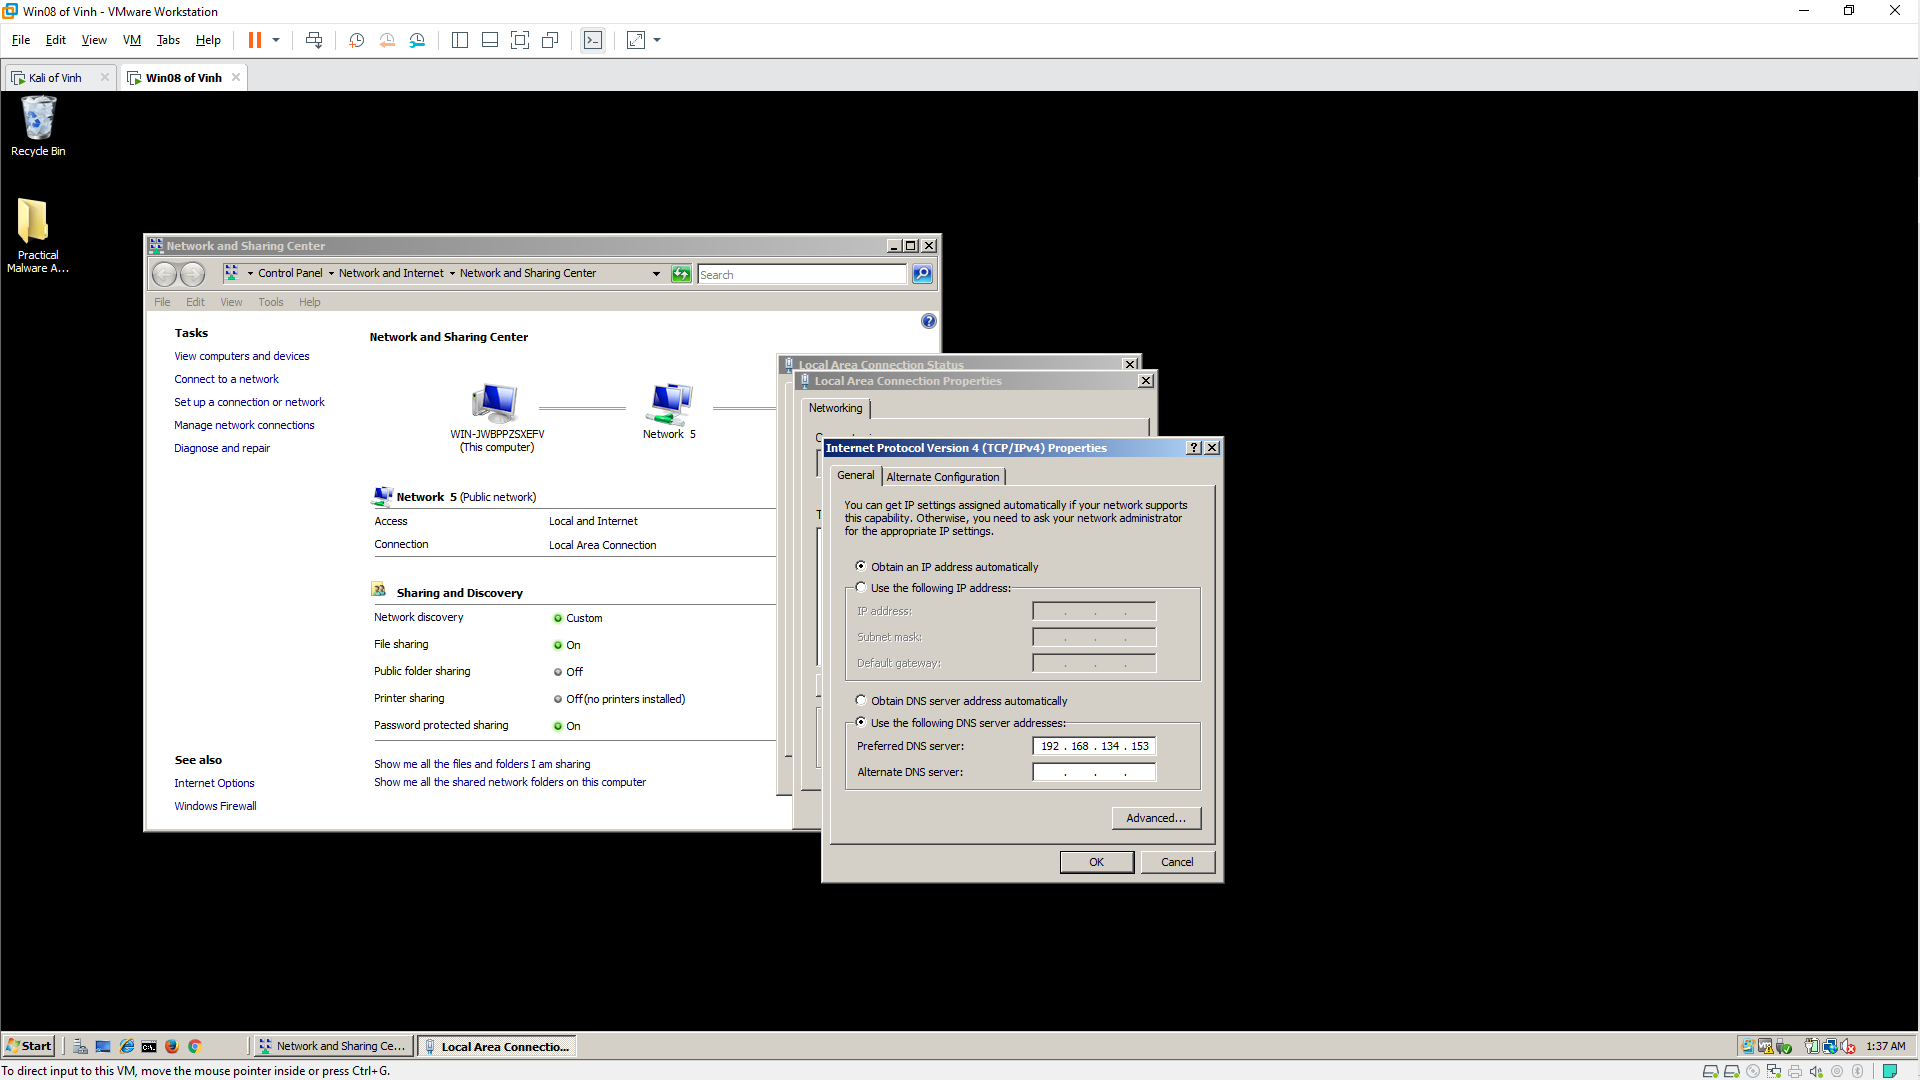 Win08 of Vinh - VMware Workstation
File Edit View VM Tabs Help
Kali of Vinh
Win08 of Vinh
Recycle Bin
Practical
Malware A...
Network and Sharing Center
Control Panel Network and Internet Network and Sharing Center
Search
File Edit View Tools Help
Tasks
View computers and devices
Connect to a network
Set up a connection or network
Manage network connections
Diagnose and repair
See also
Internet Options
Windows Firewall
Network and Sharing Center
WIN-JWBPPZSXEFV
(This computer)
Network 5
Network 5 (Public network)
Access Local and Internet
Connection Local Area Connection
Sharing and Discovery
Network discovery Custom
File sharing On
Public folder sharing Off
Printer sharing Off (no printers installed)
Password protected sharing On
Show me all the files and folders I am sharing
Show me all the shared network folders on this computer
Local Area Connection Status
Local Area Connection Properties
Networking
Internet Protocol Version 4 (TCP/IPv4) Properties
General Alternate Configuration
You can get IP settings assigned automatically if your network supports
this capability. Otherwise, you need to ask your network administrator
for the appropriate IP settings.
Obtain an IP address automatically
Use the following IP address:
IP address: . . .
Subnet mask: . . .
Default gateway: . . .
Obtain DNS server address automatically
Use the following DNS server addresses:
Preferred DNS server: 192 . 168 . 134 . 153
Alternate DNS server: . . .
Advanced...
OK Cancel
Start
Network and Sharing Ce...
Local Area Connectio...
1:37 AM
To direct input to this VM, move the mouse pointer inside or press Ctrl+G.